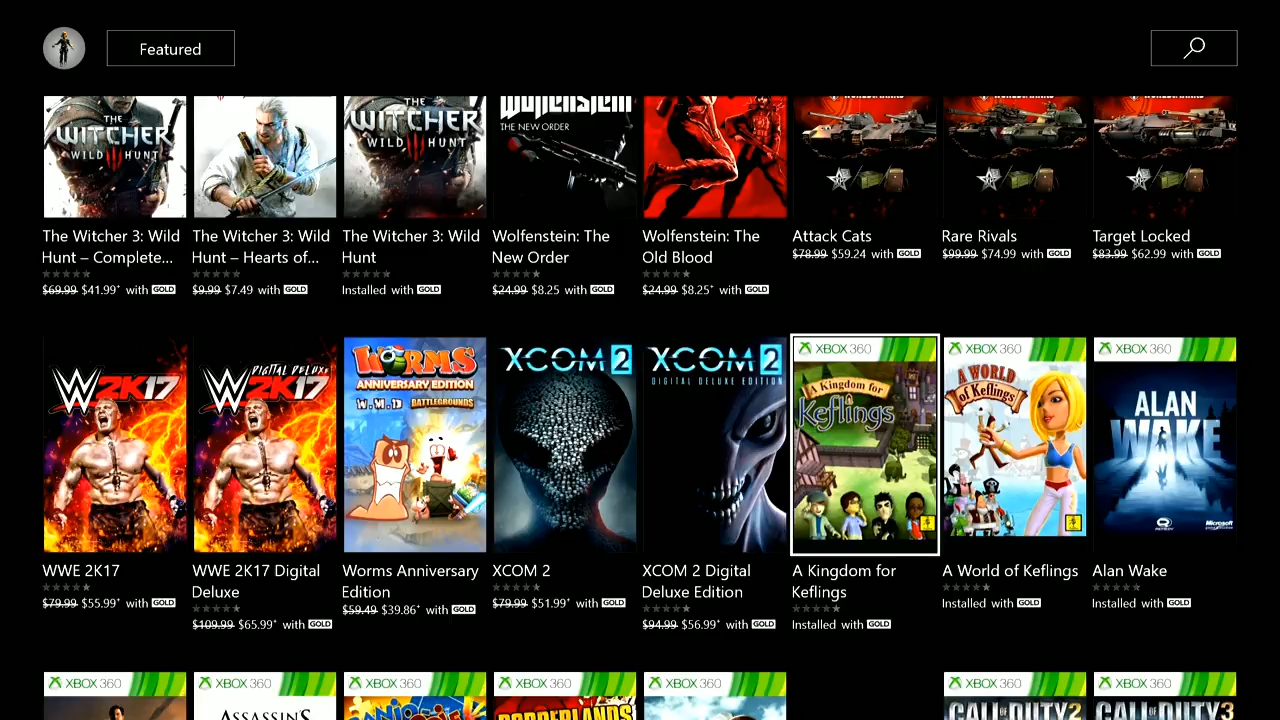 Featured
THE
WITCHER
WILD HUNT
THE
WITCHER
WILD HUNT
Wolfenstein
THE NEW ORDER
The Witcher 3: Wild
Hunt – Complete...
$69.99 $41.99* with GOLD
The Witcher 3: Wild
Hunt – Hearts of...
$9.99 $7.49 with GOLD
The Witcher 3: Wild
Hunt
Installed with GOLD
Wolfenstein: The
New Order
$24.99 $8.25 with GOLD
Wolfenstein: The
Old Blood
$24.99 $8.25* with GOLD
Attack Cats
$78.99 $59.24 with GOLD
Rare Rivals
$99.99 $74.99 with GOLD
Target Locked
$83.99 $62.99 with GOLD
W 2K17
DIGITAL DELUXE
W 2K17
WORMS
ANNIVERSARY EDITION
W.M.D BATTLEGROUNDS
XCOM 2
XCOM 2
DIGITAL DELUXE EDITION
XBOX 360
A Kingdom for
Keflings
XBOX 360
A WORLD
of Keflings
XBOX 360
ALAN
WAKE
REMEDY
Microsoft
WWE 2K17
$79.99 $55.99* with GOLD
WWE 2K17 Digital
Deluxe
$109.99 $65.99* with GOLD
Worms Anniversary
Edition
$59.49 $39.86* with GOLD
XCOM 2
$79.99 $51.99* with GOLD
XCOM 2 Digital
Deluxe Edition
$94.99 $56.99* with GOLD
A Kingdom for
Keflings
Installed with GOLD
A World of Keflings
Installed with GOLD
Alan Wake
Installed with GOLD
XBOX 360
XBOX 360
ASSASSIN'S
XBOX 360
BANJO
XBOX 360
BORDERLANDS
XBOX 360
XBOX 360
CALL OF DUTY 2
XBOX 360
CALL OF DUTY 3